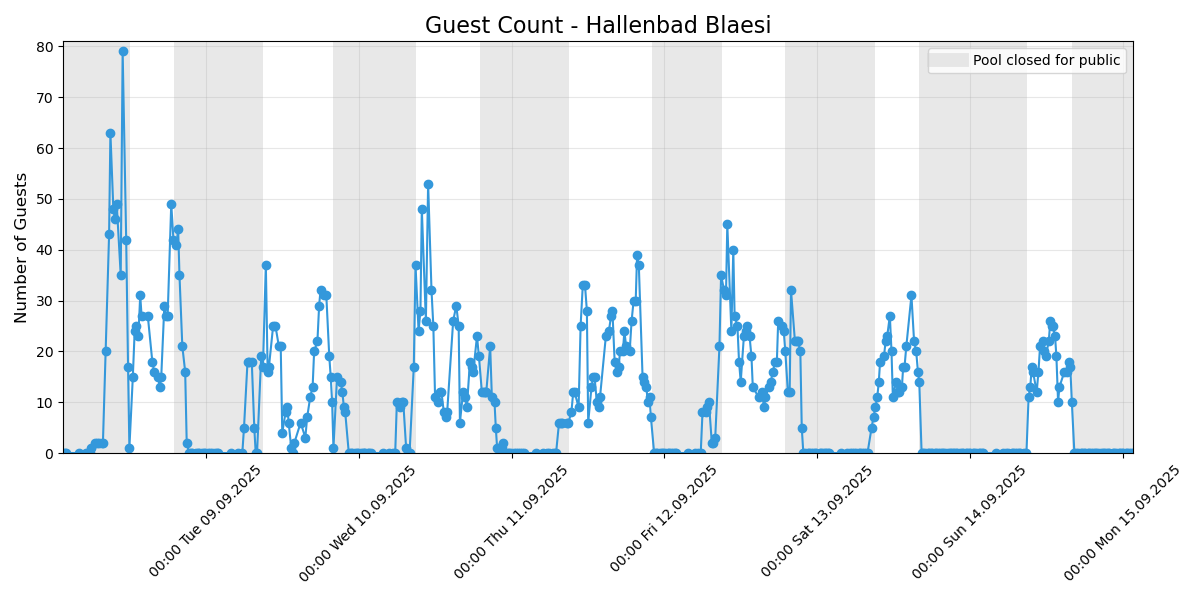 Guest Count - Hallenbad Blaesi
Pool closed for public
Number of Guests
80
70
60
50
40
30
20
10
0
00:00 Tue 09.09.2025
00:00 Wed 10.09.2025
00:00 Thu 11.09.2025
00:00 Fri 12.09.2025
00:00 Sat 13.09.2025
00:00 Sun 14.09.2025
00:00 Mon 15.09.2025